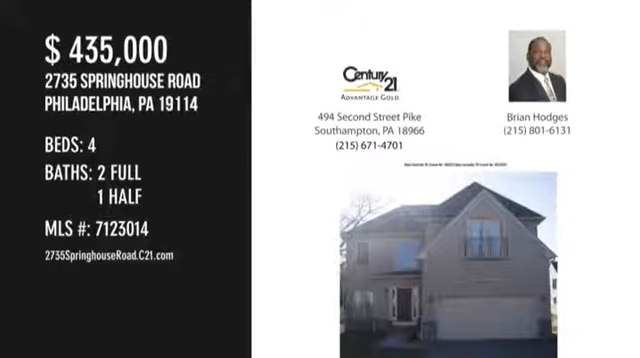 $ 435,000
2735 SPRINGHOUSE ROAD
PHILADELPHIA, PA 19114
BEDS: 4
BATHS: 2 FULL
1 HALF
MLS #: 7123014
2735SpringhouseRoad.C21.com
Century 21
ADVANTAGE GOLD
494 Second Street Pike
Southampton, PA 18966
(215) 671-4701
Brian Hodges
(215) 801-6131